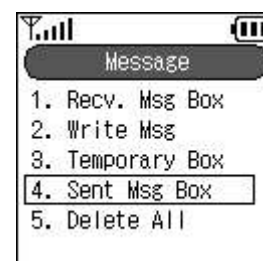 Message
1. Recv. Msg Box
2. Write Msg
3. Temporary Box
4. Sent Msg Box
5. Delete All